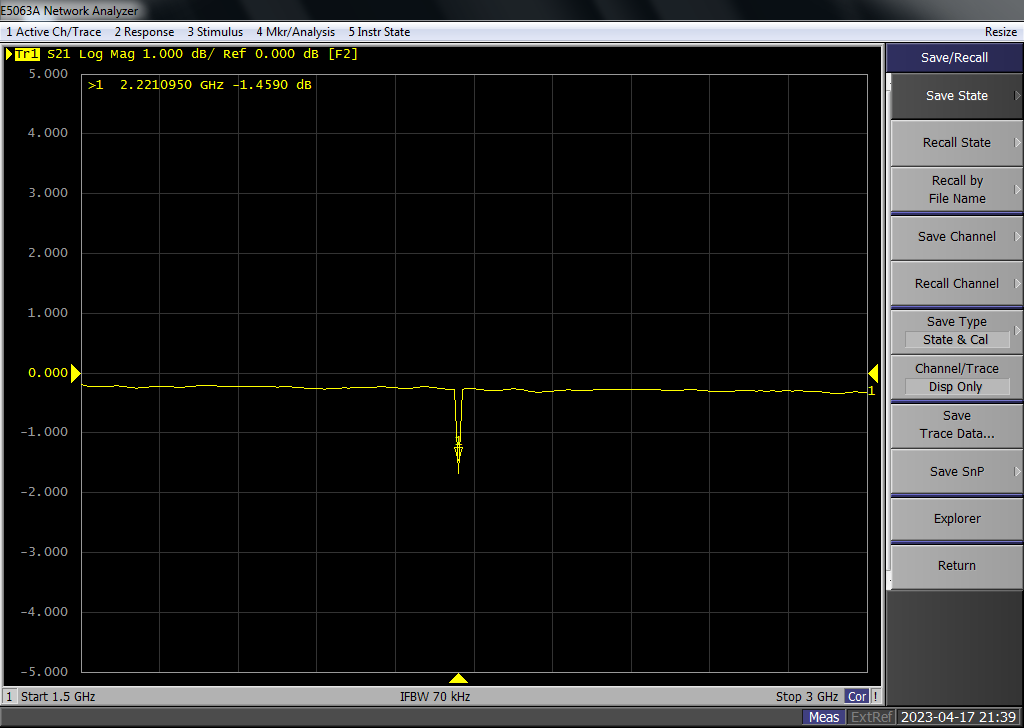 E5063A Network Analyzer
1 Active Ch/Trace 2 Response 3 Stimulus 4 Mkr/Analysis 5 Instr State Resize
Tr1 S21 Log Mag 1.000 dB/ Ref 0.000 dB [F2]
>1 2.2210950 GHz -1.4590 dB
5.000
4.000
3.000
2.000
1.000
0.000
-1.000
-2.000
-3.000
-4.000
-5.000
1
1 Start 1.5 GHz IFBW 70 kHz Stop 3 GHz Cor !
Save/Recall
Save State
Recall State
Recall by
File Name
Save Channel
Recall Channel
Save Type
State & Cal
Channel/Trace
Disp Only
Save
Trace Data...
Save SnP
Explorer
Return
Meas ExtRef 2023-04-17 21:39